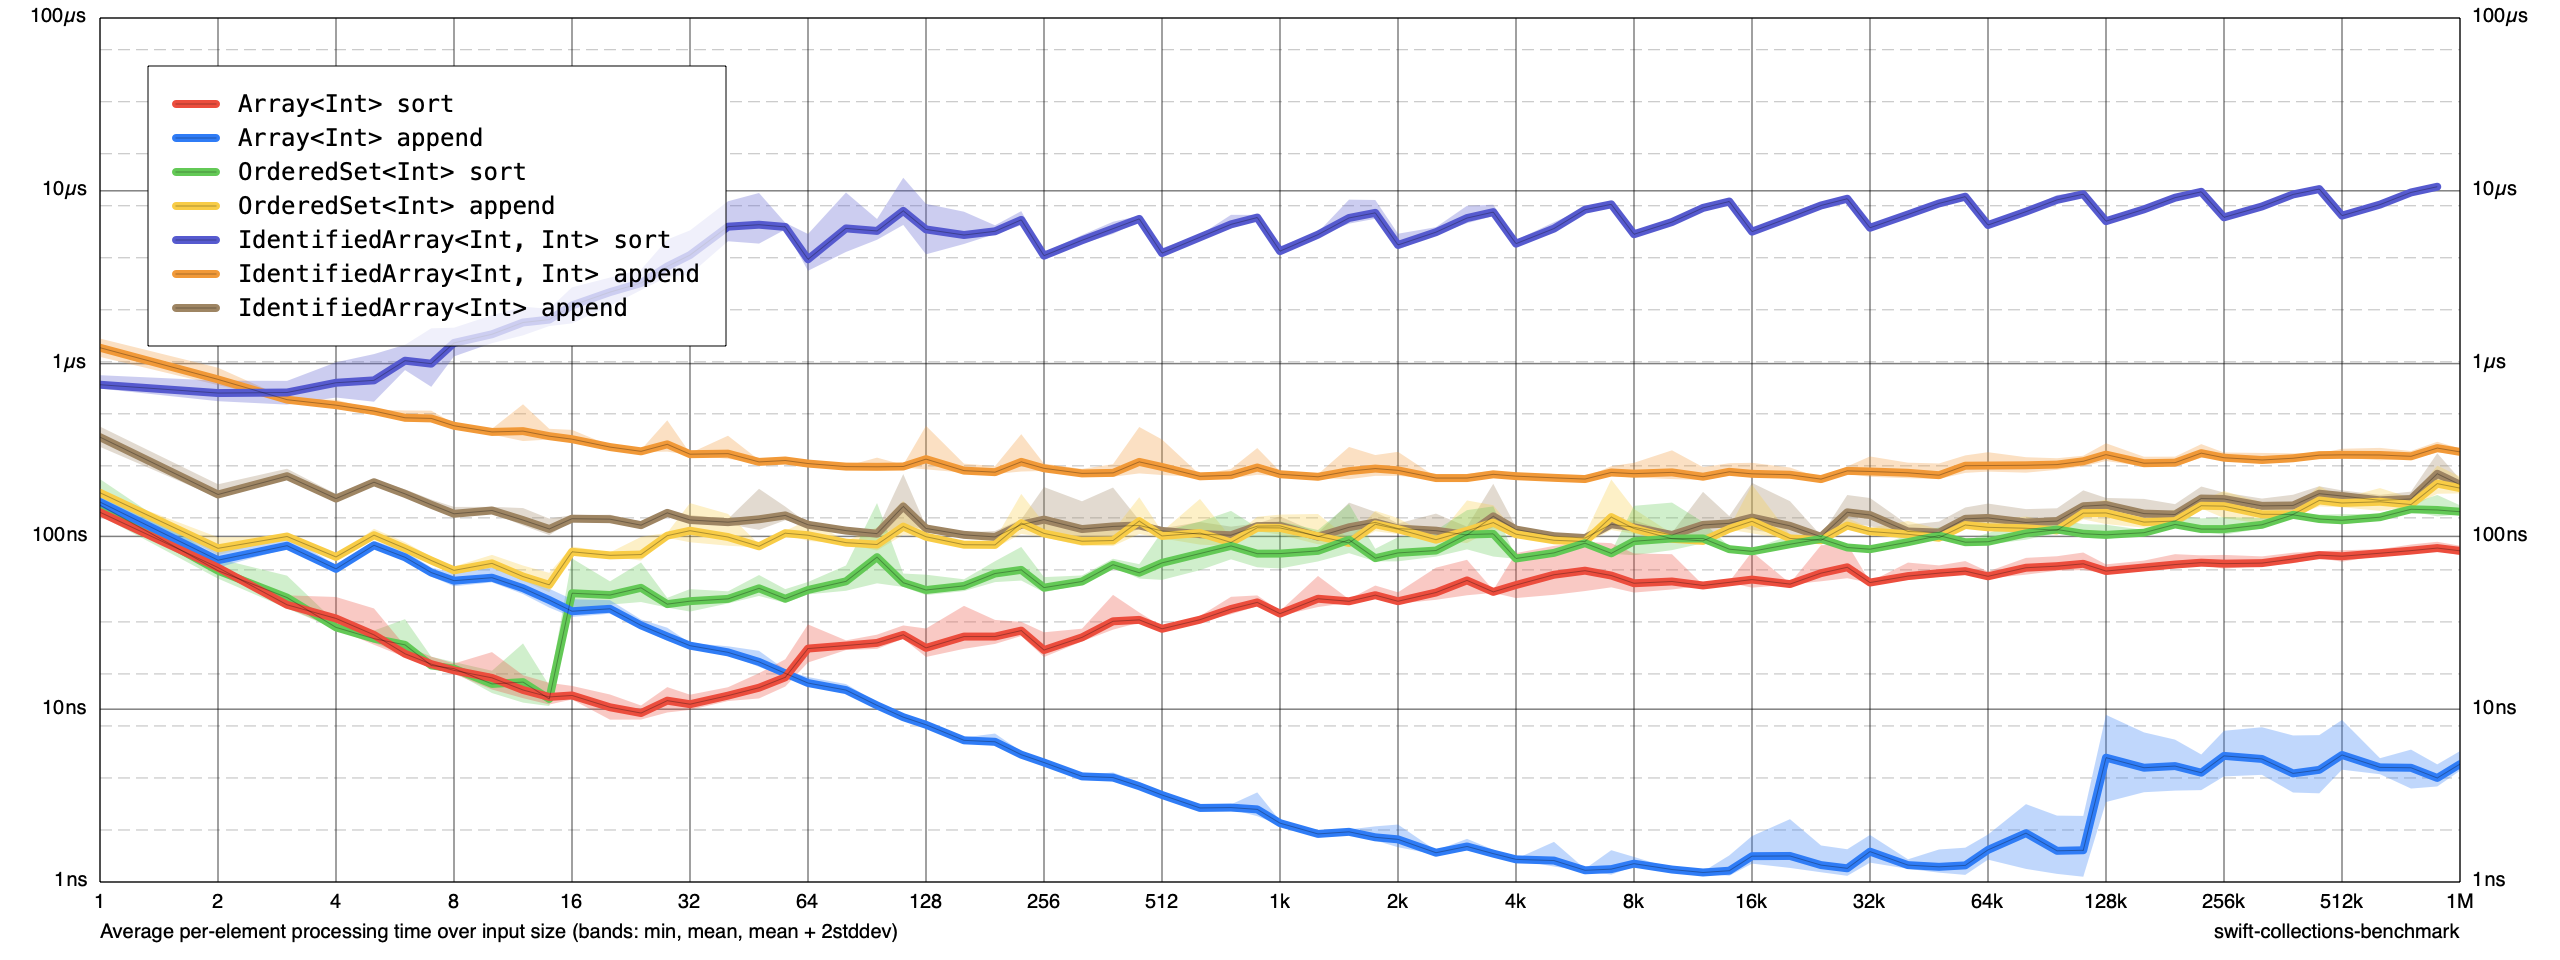 100µs 100µs
Array<Int> sort
Array<Int> append
OrderedSet<Int> sort
OrderedSet<Int> append
10µs 10µs
IdentifiedArray<Int, Int> sort
IdentifiedArray<Int, Int> append
IdentifiedArray<Int> append
1µs 1µs
100ns 100ns
10ns 10ns
1ns 1ns
1 2 4 8 16 32 64 128 256 512 1k 2k 4k 8k 16k 32k 64k 128k 256k 512k 1M
Average per-element processing time over input size (bands: min, mean, mean + 2stddev) swift-collections-benchmark